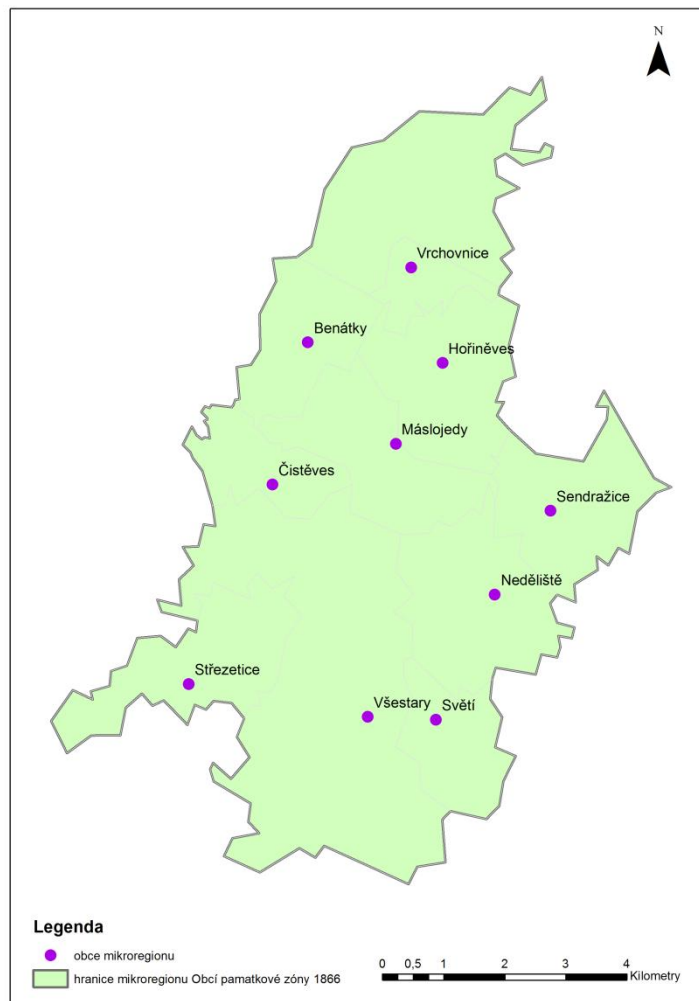 N
Vrchovnice
Benátky
Hořiněves
Máslojedy
Čistěves
Sendražice
Neděliště
Střezetice
Všestary
Světí
Legenda
obce mikroregionu
hranice mikroregionu Obcí pamatkové zóny 1866
0 0,5 1 2 3 4
Kilometry